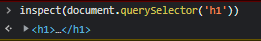 > inspect(document.querySelector('h1'))
<h1>…</h1>